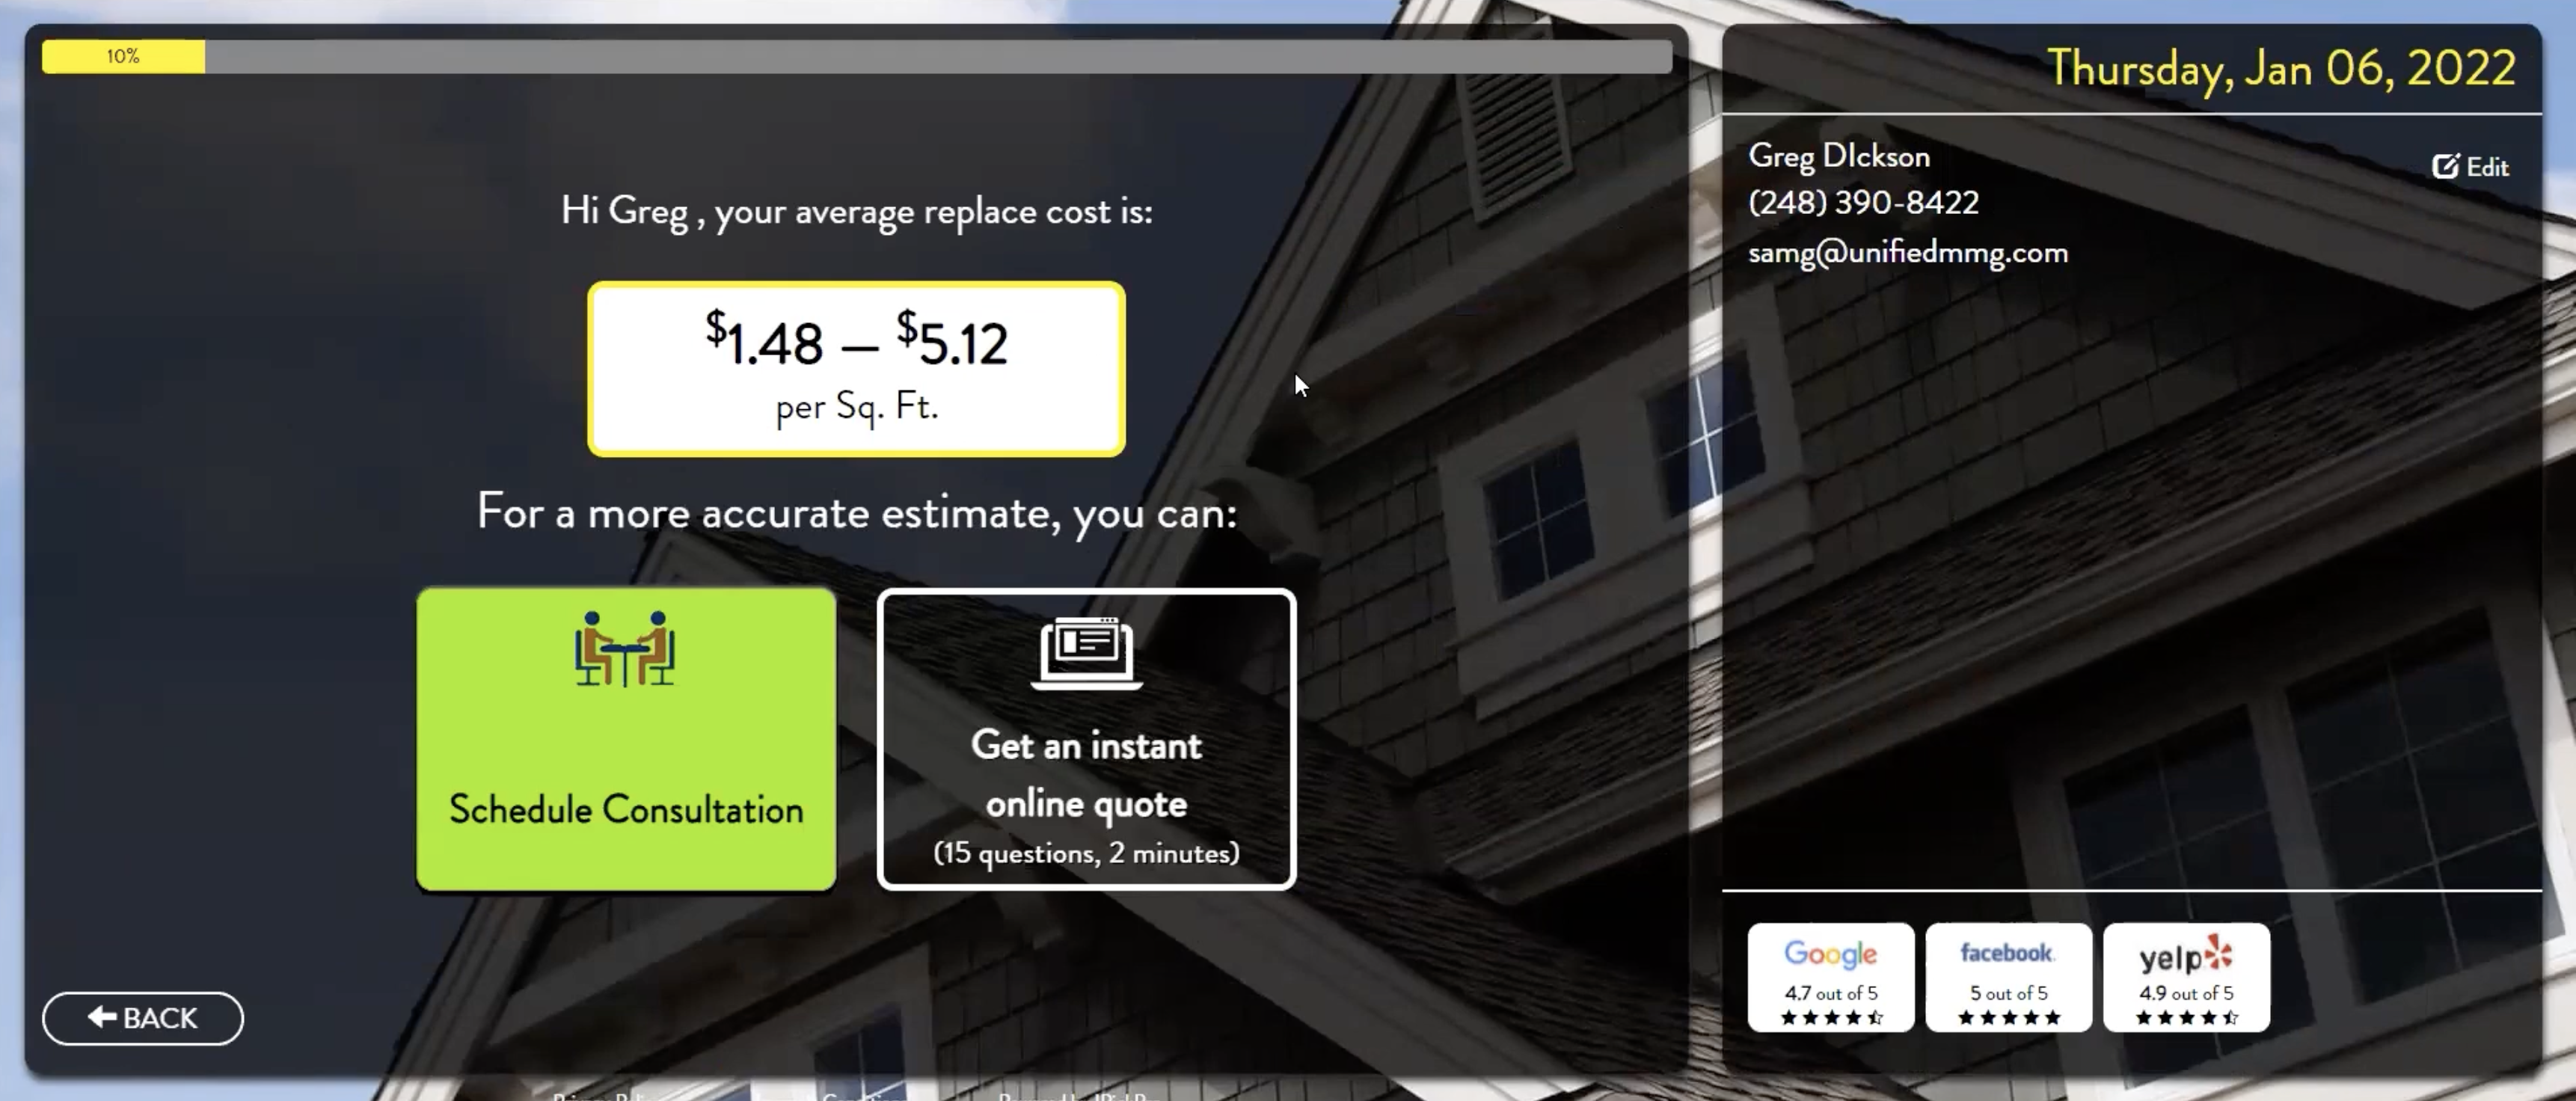 10%
Hi Greg , your average replace cost is:
$1.48 — $5.12
per Sq. Ft.
For a more accurate estimate, you can:
Schedule Consultation
Get an instant
online quote
(15 questions, 2 minutes)
BACK
Thursday, Jan 06, 2022
Greg DIckson
Edit
(248) 390-8422
samg@unifiedmmg.com
Google
4.7 out of 5
facebook.
5 out of 5
yelp
4.9 out of 5